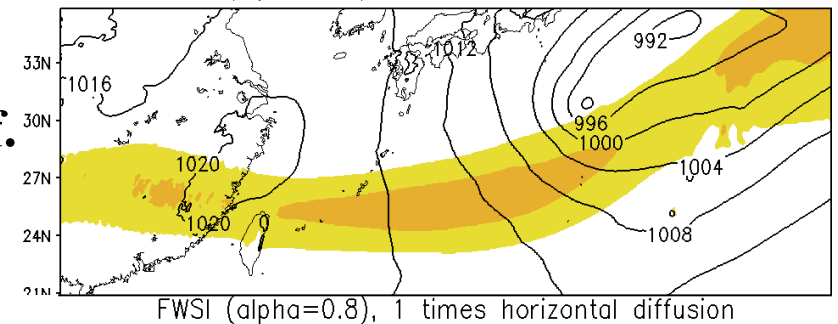 992
33N
1012
1016
30N
996
1000
f.
1020
1004
27N
1020
0
24N
1008
21N
FWSI (alpha=0.8), 1 times horizontal diffusion